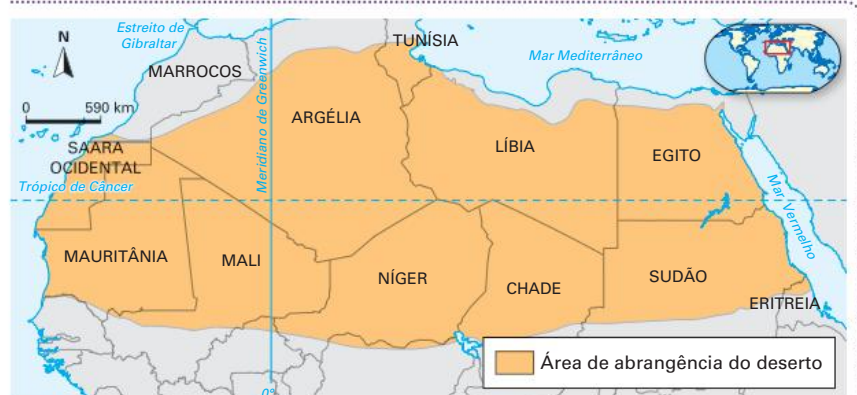 Estreito de
Gibraltar
TUNÍSIA
Mar Mediterrâneo
N
MARROCOS
Meridiano de Greenwich
0 590 km
ARGÉLIA
LÍBIA
EGITO
SAARA
OCIDENTAL
Trópico de Câncer
Mar Vermelho
MAURITÂNIA
MALI
NÍGER
CHADE
SUDÃO
ERITREIA
Área de abrangência do deserto
0°